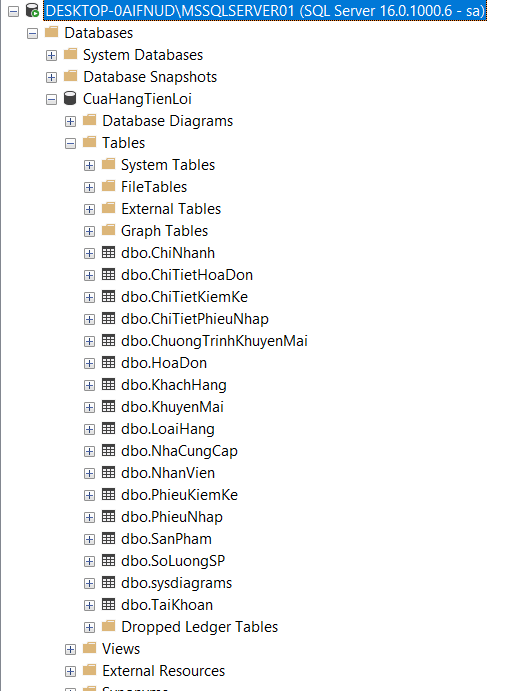 DESKTOP-0AIFNUD\MSSQLSERVER01 (SQL Server 16.0.1000.6 - sa)
Databases
System Databases
Database Snapshots
CuaHangTienLoi
Database Diagrams
Tables
System Tables
FileTables
External Tables
Graph Tables
dbo.ChiNhanh
dbo.ChiTietHoaDon
dbo.ChiTietKiemKe
dbo.ChiTietPhieuNhap
dbo.ChuongTrinhKhuyenMai
dbo.HoaDon
dbo.KhachHang
dbo.KhuyenMai
dbo.LoaiHang
dbo.NhaCungCap
dbo.NhanVien
dbo.PhieuKiemKe
dbo.PhieuNhap
dbo.SanPham
dbo.SoLuongSP
dbo.sysdiagrams
dbo.TaiKhoan
Dropped Ledger Tables
Views
External Resources
Synonyms